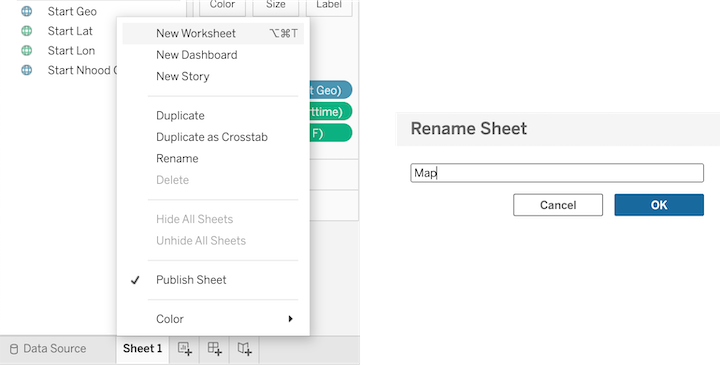 Start Geo
Start Lat
Start Lon
Start Nhood
Color Size Label
t Geo)
ttime)
F)
New Worksheet ⌥⌘T
New Dashboard
New Story
Duplicate
Duplicate as Crosstab
Rename
Delete
Hide All Sheets
Unhide All Sheets
✓ Publish Sheet
Color
Data Source Sheet 1
Rename Sheet
Map
Cancel OK